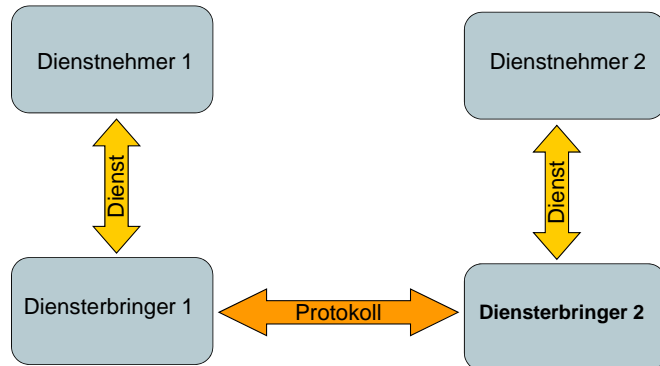 Dienstnehmer 1
Dienstnehmer 2
Dienst
Dienst
Diensterbringer 1
Protokoll
Diensterbringer 2